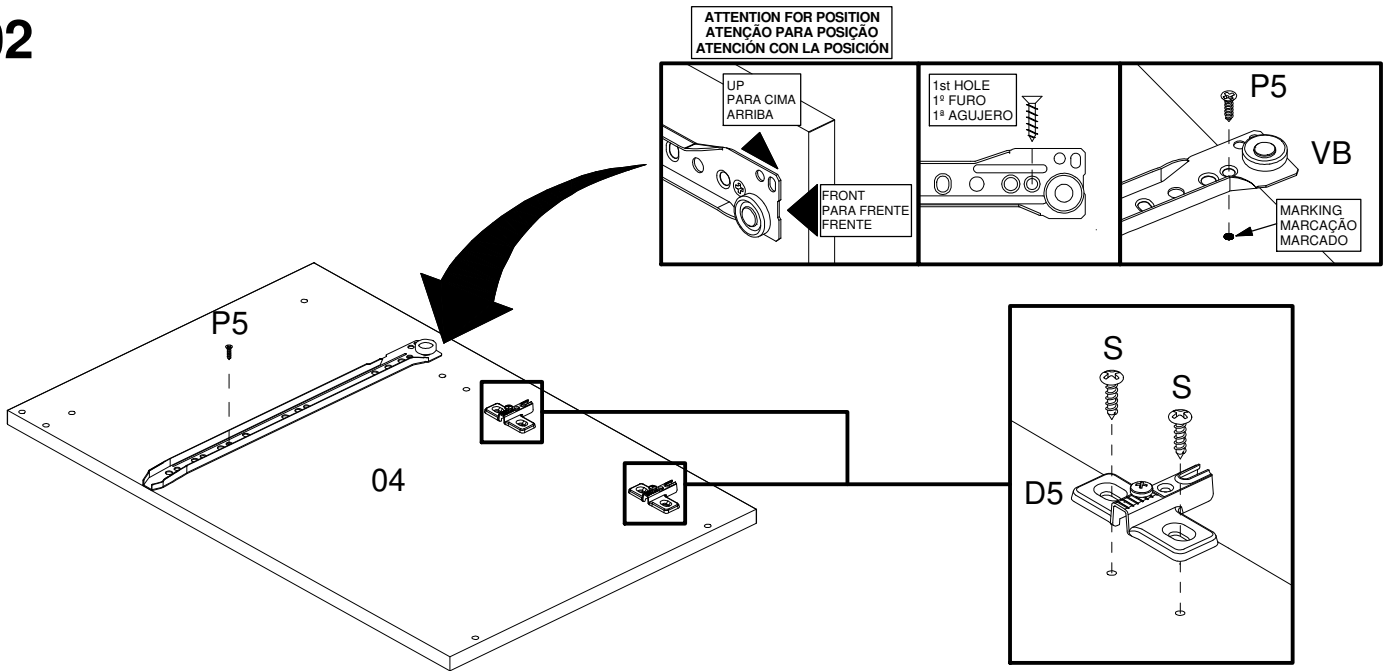 02
ATTENTION FOR POSITION
ATENÇÃO PARA POSIÇÃO
ATENCIÓN CON LA POSICIÓN
UP
PARA CIMA
ARRIBA
FRONT
PARA FRENTE
FRENTE
1st HOLE
1º FURO
1ª AGUJERO
P5
VB
MARKING
MARCAÇÃO
MARCADO
P5
04
S
S
D5